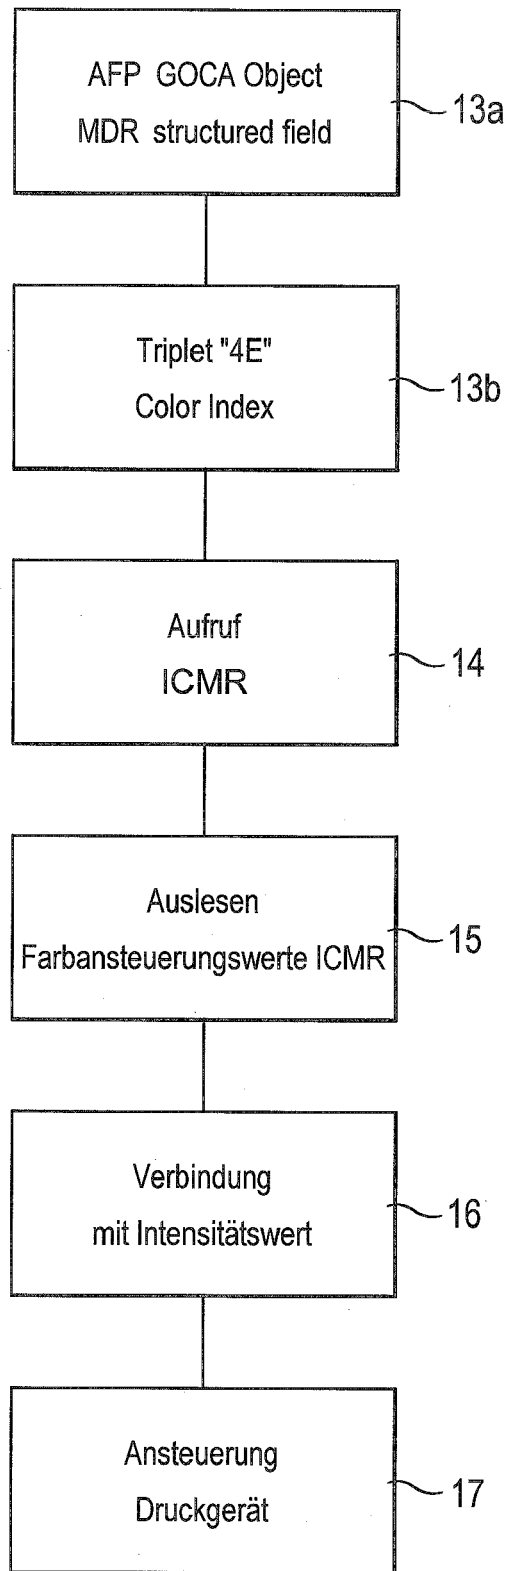 AFP GOCA Object
MDR structured field
13a
Triplet "4E"
Color Index
13b
Aufruf
ICMR
14
Auslesen
Farbansteuerungswerte ICMR
15
Verbindung
mit Intensitätswert
16
Ansteuerung
Druckgerät
17